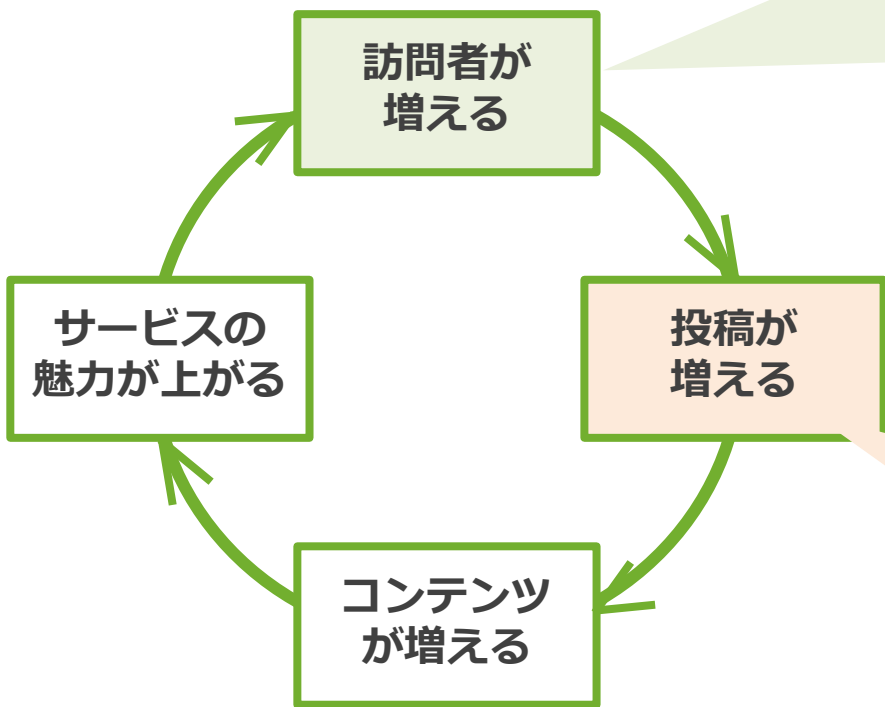 訪問者が
増える
投稿が
増える
コンテンツ
が増える
サービスの
魅力が上がる